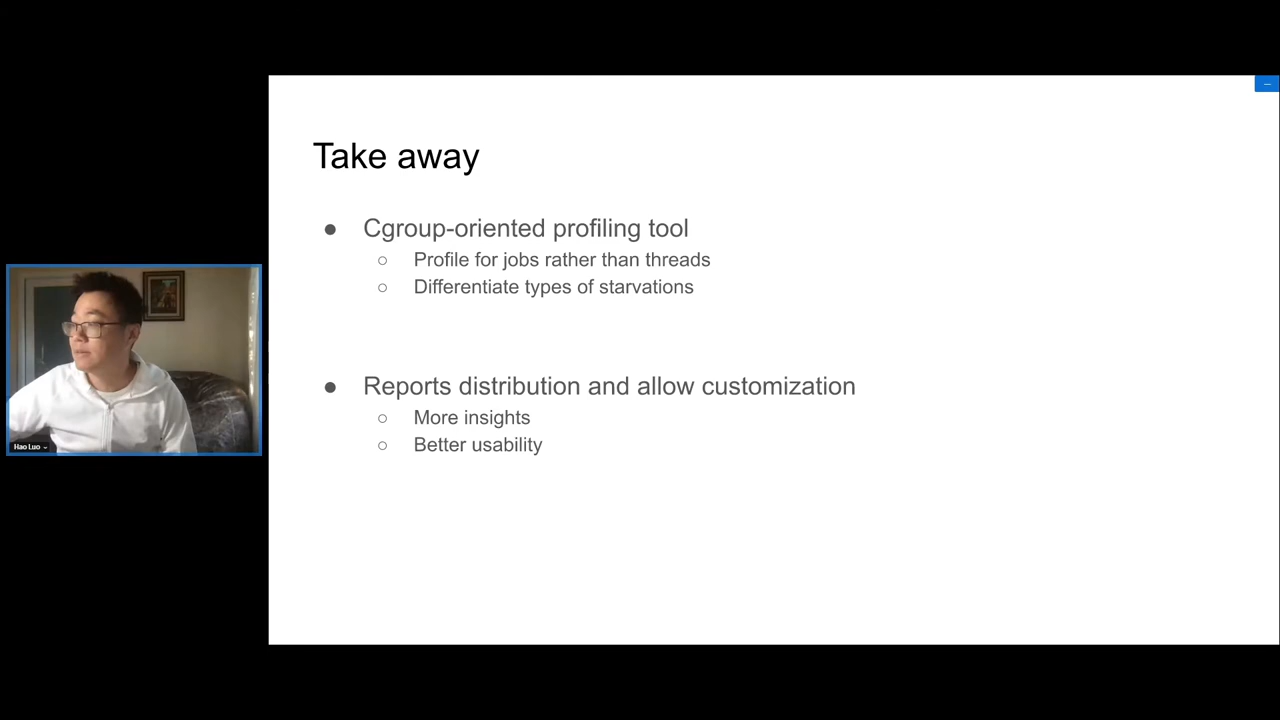 Take away
● Cgroup-oriented profiling tool
○ Profile for jobs rather than threads
○ Differentiate types of starvations
● Reports distribution and allow customization
○ More insights
○ Better usability
Hao Luo